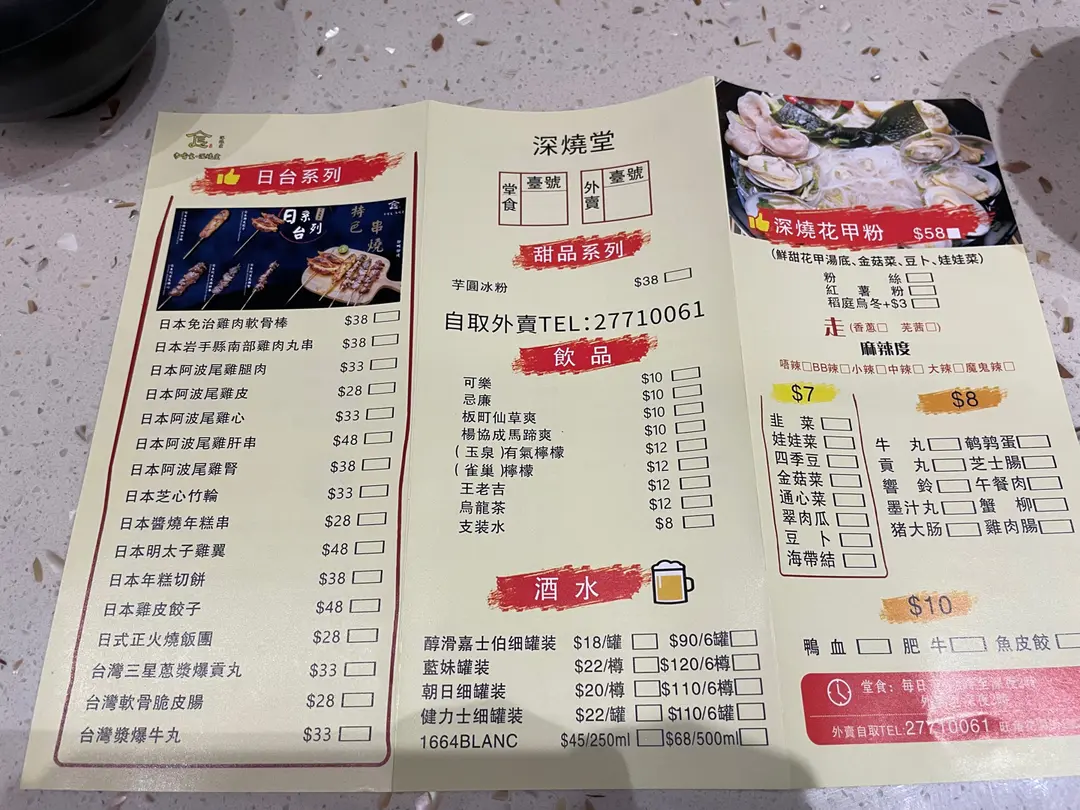 日台系列
日系
台列
特色
串燒
日本免治雞肉軟骨棒 $38
日本岩手縣南部雞肉丸串 $38
日本阿波尾雞腿肉 $33
日本阿波尾雞皮 $28
日本阿波尾雞心 $33
日本阿波尾雞肝串 $48
日本阿波尾雞腎 $38
日本芝心竹輪 $33
日本醬燒年糕串 $28
日本明太子雞翼 $48
日本年糕切餅 $38
日本雞皮餃子 $48
日式正火燒飯團 $28
台灣三星蔥漿爆貢丸 $33
台灣軟骨脆皮腸 $28
台灣漿爆牛丸 $33
深燒堂
堂食 臺號
外賣 臺號
甜品系列
芋圓冰粉 $38
自取外賣TEL:27710061
飲品
可樂 $10
忌廉 $10
板町仙草爽 $10
楊協成馬蹄爽 $10
(玉泉)有氣檸檬 $12
(雀巢)檸檬 $12
王老吉 $12
烏龍茶 $12
支装水 $8
酒水
醇滑嘉士伯细罐装 $18/罐 $90/6罐
藍妹罐装 $22/樽 $120/6樽
朝日细罐装 $20/樽 $110/6樽
健力士细罐装 $22/罐 $110/6罐
1664BLANC $45/250ml $68/500ml
深燒花甲粉 $58
(鮮甜花甲湯底、金菇菜、豆卜、娃娃菜)
粉絲
紅薯粉
稻庭烏冬+$3
走(香蔥 芫茜)
麻辣度
唔辣 BB辣 小辣 中辣 大辣 魔鬼辣
$7
韭菜
娃娃菜
四季豆
金菇菜
通心菜
翠肉瓜
豆卜
海帶結
$8
牛丸 鹌鹑蛋
貢丸 芝士腸
響鈴 午餐肉
墨汁丸 蟹柳
猪大肠 雞肉腸
$10
鴨血 肥牛 魚皮餃
堂食：每日
外賣自取TEL:27710061